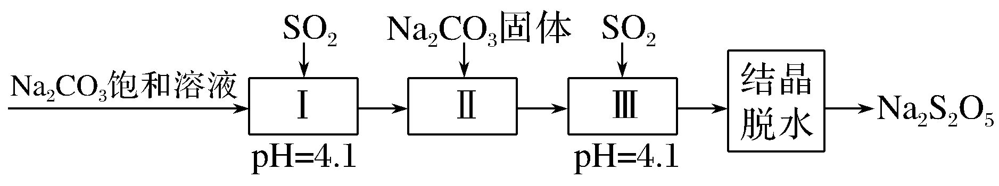 SO₂
Na₂CO₃固体
SO₂
Na₂CO₃饱和溶液
Ⅰ
Ⅱ
Ⅲ
结晶
脱水
Na₂S₂O₅
pH=4.1
pH=4.1